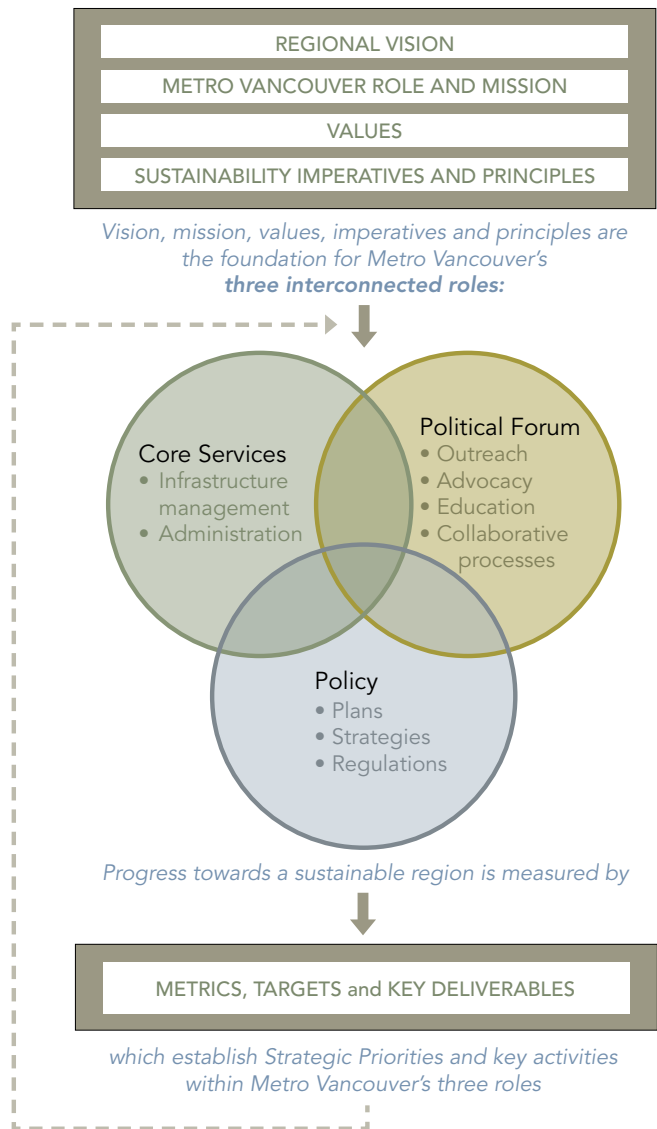 REGIONAL VISION
METRO VANCOUVER ROLE AND MISSION
VALUES
SUSTAINABILITY IMPERATIVES AND PRINCIPLES
Vision, mission, values, imperatives and principles are
the foundation for Metro Vancouver’s
three interconnected roles:
Core Services
• Infrastructure
management
• Administration
Political Forum
• Outreach
• Advocacy
• Education
• Collaborative
processes
Policy
• Plans
• Strategies
• Regulations
Progress towards a sustainable region is measured by
METRICS, TARGETS and KEY DELIVERABLES
which establish Strategic Priorities and key activities
within Metro Vancouver’s three roles